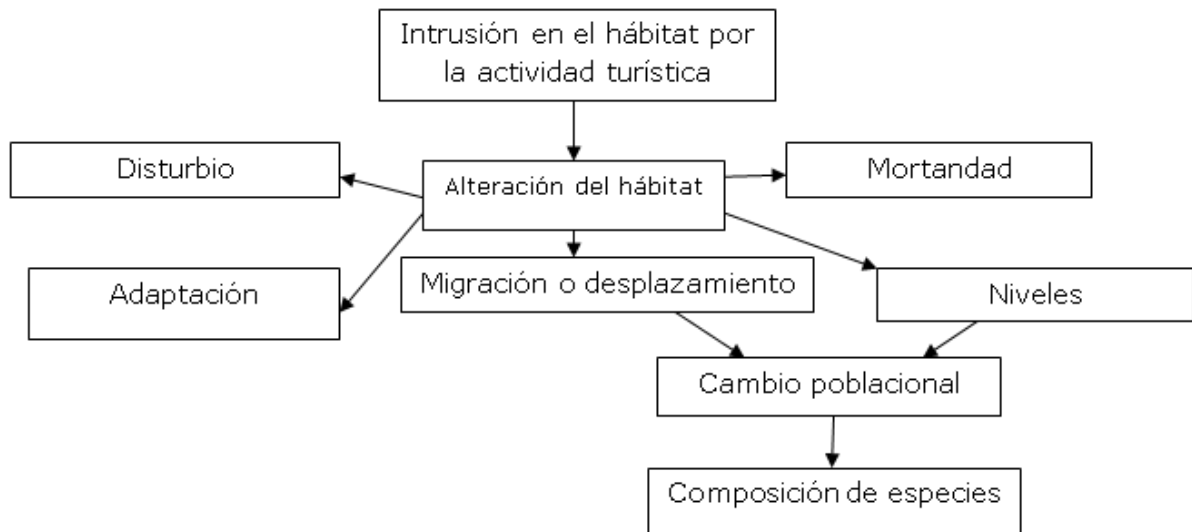 Intrusión en el hábitat por
la actividad turística
Disturbio
Alteración del hábitat
Mortandad
Adaptación
Migración o desplazamiento
Niveles
Cambio poblacional
Composición de especies